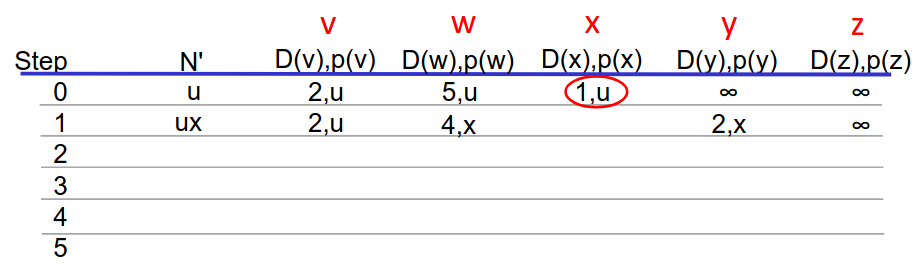 v w x y z
Step N' D(v),p(v) D(w),p(w) D(x),p(x) D(y),p(y) D(z),p(z)
0 u 2,u 5,u 1,u ∞ ∞
1 ux 2,u 4,x 2,x ∞
2
3
4
5